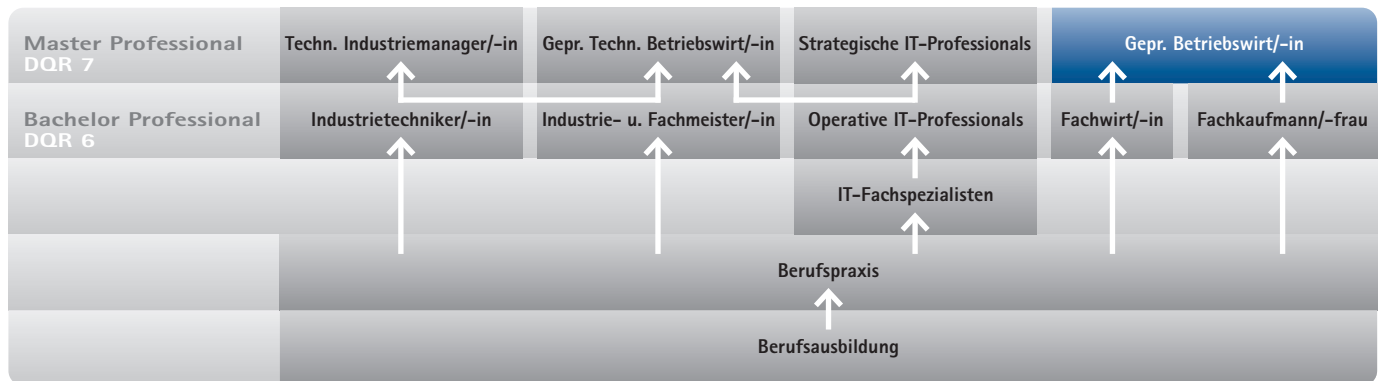 Master Professional
DQR 7
Techn. Industriemanager/-in
Gepr. Techn. Betriebswirt/-in
Strategische IT-Professionals
Gepr. Betriebswirt/-in
Bachelor Professional
DQR 6
Industrietechniker/-in
Industrie- u. Fachmeister/-in
Operative IT-Professionals
Fachwirt/-in
Fachkaufmann/-frau
IT-Fachspezialisten
Berufspraxis
Berufsausbildung